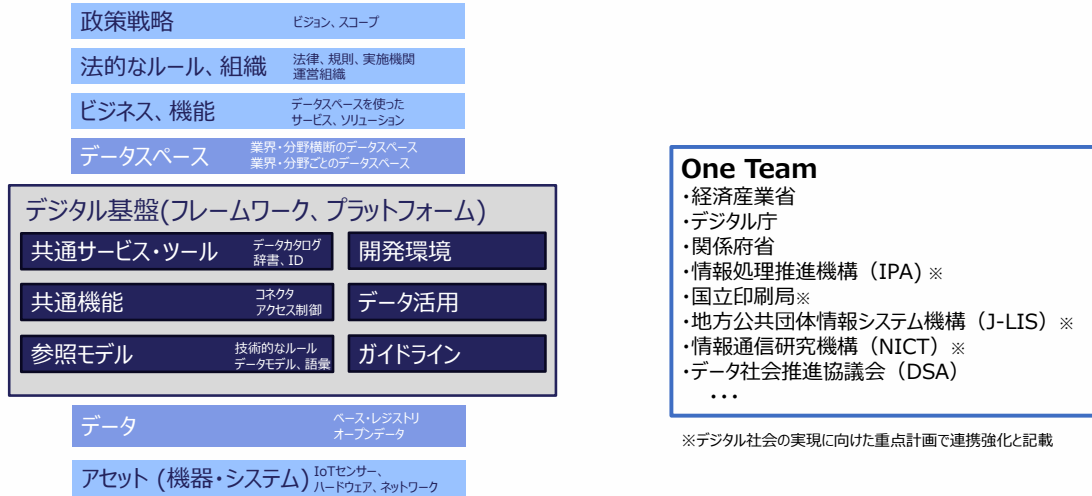 政策戦略 ビジョン、スコープ
法的なルール、組織 法律、規則、実施機関
運営組織
ビジネス、機能 データスペースを使った
サービス、ソリューション
データスペース 業界・分野横断のデータスペース
業界・分野ごとのデータスペース
デジタル基盤(フレームワーク、プラットフォーム)
共通サービス・ツール データカタログ
辞書、ID
開発環境
共通機能 コネクタ
アクセス制御
データ活用
参照モデル 技術的なルール
データモデル、語彙
ガイドライン
データ ベース・レジストリ
オープンデータ
アセット (機器・システム) IoTセンサー、
ハードウェア、ネットワーク
One Team
・経済産業省
・デジタル庁
・関係府省
・情報処理推進機構（IPA) ※
・国立印刷局※
・地方公共団体情報システム機構（J-LIS）※
・情報通信研究機構（NICT）※
・データ社会推進協議会（DSA）
・・・
※デジタル社会の実現に向けた重点計画で連携強化と記載